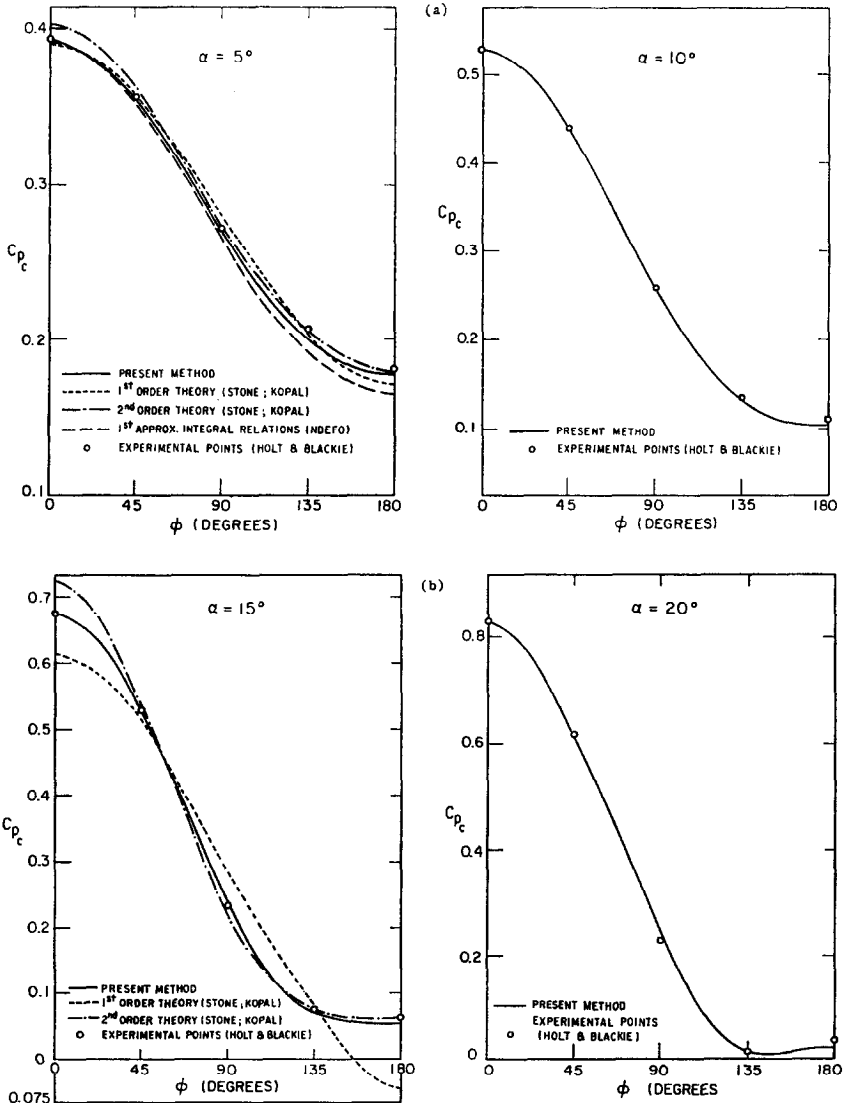 (a)
α = 5°
0.4
0.3
C_{p_c}
0.2
0.1
PRESENT METHOD
1st ORDER THEORY (STONE; KOPAL)
2nd ORDER THEORY (STONE; KOPAL)
1st APPROX. INTEGRAL RELATIONS (NDEFO)
EXPERIMENTAL POINTS (HOLT & BLACKIE)
0 45 90 135 180
ϕ (DEGREES)
α = 10°
0.5
0.4
C_{p_c}
0.3
0.2
0.1
PRESENT METHOD
EXPERIMENTAL POINTS (HOLT & BLACKIE)
0 45 90 135 180
ϕ (DEGREES)
(b)
α = 15°
0.7
0.6
0.5
0.4
C_{p_c}
0.3
0.2
0.1
0
0.075
PRESENT METHOD
1st ORDER THEORY (STONE; KOPAL)
2nd ORDER THEORY (STONE; KOPAL)
EXPERIMENTAL POINTS (HOLT & BLACKIE)
0 45 90 135 180
ϕ (DEGREES)
α = 20°
0.8
0.6
C_{p_c}
0.4
0.2
0
PRESENT METHOD
EXPERIMENTAL POINTS
(HOLT & BLACKIE)
0 45 90 135 180
ϕ (DEGREES